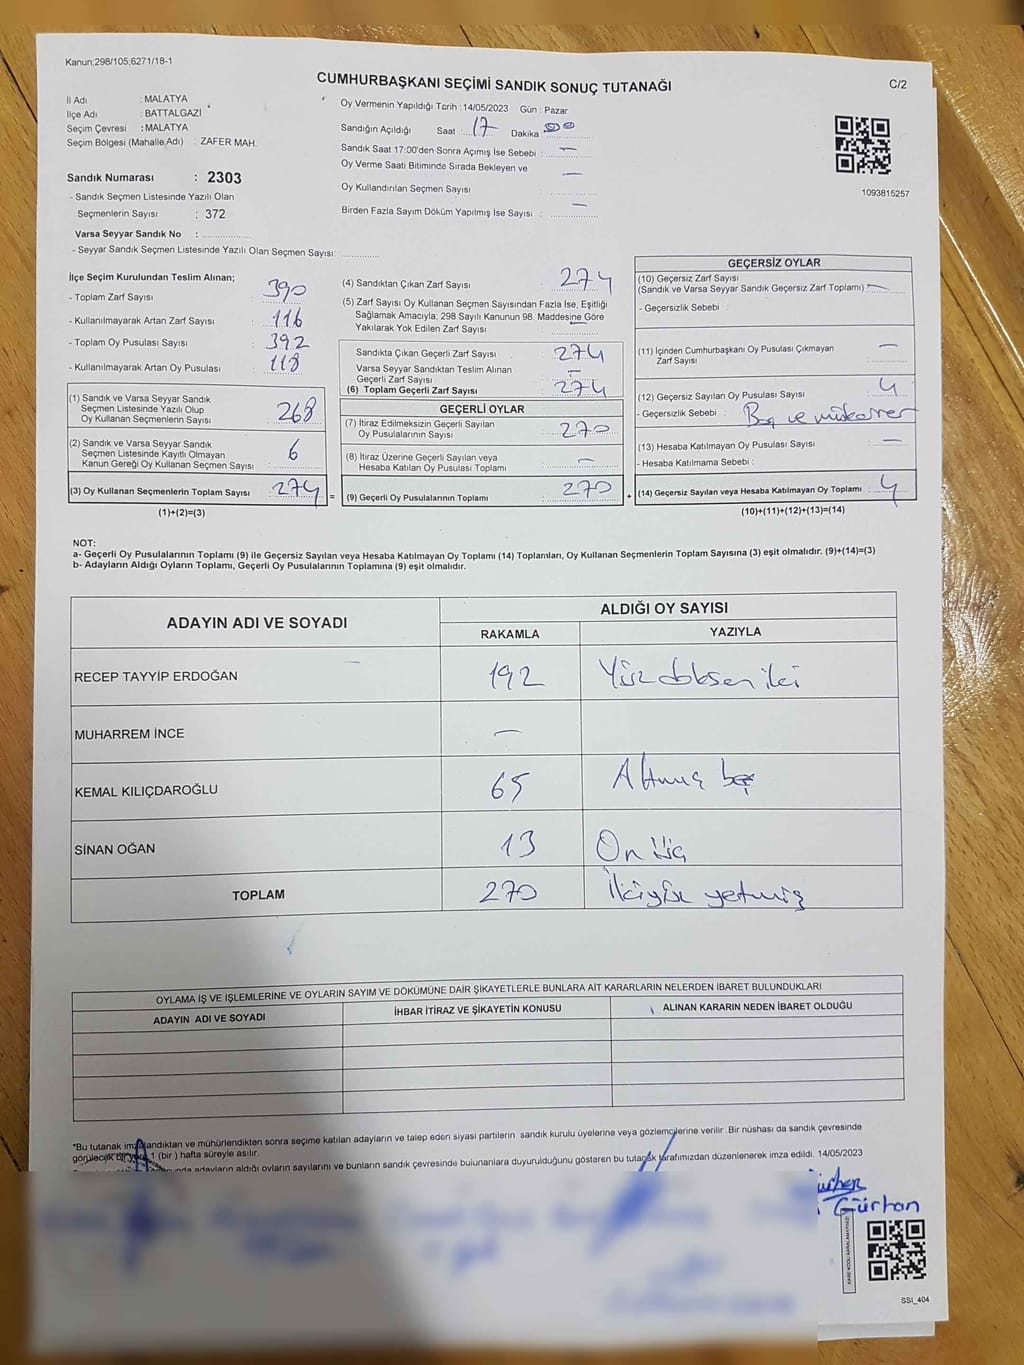 Kanun;298/105;6271/18-1
CUMHURBAŞKANI SEÇİMİ SANDIK SONUÇ TUTANAĞI
C/2
İl Adı : MALATYA
İlçe Adı : BATTALGAZİ
Seçim Çevresi : MALATYA
Seçim Bölgesi (Mahalle Adı) : ZAFER MAH.
Sandık Numarası : 2303
- Sandık Seçmen Listesinde Yazılı Olan
Seçmenlerin Sayısı : 372
Varsa Seyyar Sandık No :
- Seyyar Sandık Seçmen Listesinde Yazılı Olan Seçmen Sayısı:
Oy Vermenin Yapıldığı Tarih : 14/05/2023 Gün : Pazar
Sandığın Açıldığı Saat : 17 Dakika 00
Sandık Saat 17:00'den Sonra Açımış İse Sebebi : —
Oy Verme Saati Bitiminde Sırada Bekleyen ve
Oy Kullandırılan Seçmen Sayısı : —
Birden Fazla Sayım Döküm Yapılmış İse Sayısı : —
1093815257
İlçe Seçim Kurulundan Teslim Alınan;
- Toplam Zarf Sayısı : 390
- Kullanılmayarak Artan Zarf Sayısı : 116
- Toplam Oy Pusulası Sayısı : 392
- Kullanılmayarak Artan Oy Pusulası : 118
(1) Sandık ve Varsa Seyyar Sandık
Seçmen Listesinde Yazılı Olup
Oy Kullanan Seçmenlerin Sayısı : 268
(2) Sandık ve Varsa Seyyar Sandık
Seçmen Listesinde Kayıtlı Olmayan
Kanun Gereği Oy Kullanan Seçmen Sayısı : 6
(3) Oy Kullanan Seçmenlerin Toplam Sayısı : 274 =
(1)+(2)=(3)
(4) Sandıktan Çıkan Zarf Sayısı : 274
(5) Zarf Sayısı Oy Kullanan Seçmen Sayısından Fazla İse, Eşitliği
Sağlamak Amacıyla, 298 Sayılı Kanunun 98. Maddesine Göre
Yakılarak Yok Edilen Zarf Sayısı : —
Sandıkta Çıkan Geçerli Zarf Sayısı : 274
Varsa Seyyar Sandıktan Teslim Alınan
Geçerli Zarf Sayısı : —
(6) Toplam Geçerli Zarf Sayısı : 274
GEÇERLİ OYLAR
(7) İtiraz Edilmeksizin Geçerli Sayılan
Oy Pusulalarının Sayısı : 270
(8) İtiraz Üzerine Geçerli Sayılan veya
Hesaba Katılan Oy Pusulası Toplamı : —
(9) Geçerli Oy Pusulalarının Toplamı : 270 +
GEÇERSİZ OYLAR
(10) Geçersiz Zarf Sayısı
(Sandık ve Varsa Seyyar Sandık Geçersiz Zarf Toplamı) : —
- Geçersizlik Sebebi :
(11) İçinden Cumhurbaşkanı Oy Pusulası Çıkmayan
Zarf Sayısı : —
(12) Geçersiz Sayılan Oy Pusulası Sayısı : 4
- Geçersizlik Sebebi : Boş ve mükerrer
(13) Hesaba Katılmayan Oy Pusulası Sayısı : —
- Hesaba Katılmama Sebebi :
(14) Geçersiz Sayılan veya Hesaba Katılmayan Oy Toplamı : 4
(10)+(11)+(12)+(13)=(14)
NOT:
a- Geçerli Oy Pusulalarının Toplamı (9) ile Geçersiz Sayılan veya Hesaba Katılmayan Oy Toplamı (14) Toplamları, Oy Kullanan Seçmenlerin Toplam Sayısına (3) eşit olmalıdır. (9)+(14)=(3)
b- Adayların Aldığı Oyların Toplamı, Geçerli Oy Pusulalarının Toplamına (9) eşit olmalıdır.
ADAYIN ADI VE SOYADI ALDIĞI OY SAYISI
RAKAMLA YAZIYLA
RECEP TAYYİP ERDOĞAN 192 Yüz doksan iki
MUHARREM İNCE —
KEMAL KILIÇDAROĞLU 65 Altmış beş
SİNAN OĞAN 13 On üç
TOPLAM 270 İkiyüz yetmiş
OYLAMA İŞ VE İŞLEMLERİNE VE OYLARIN SAYIM VE DÖKÜMÜNE DAİR ŞİKAYETLERLE BUNLARA AİT KARARLARIN NELERDEN İBARET BULUNDUKLARI
ADAYIN ADI VE SOYADI İHBAR İTİRAZ VE ŞİKAYETİN KONUSU ALINAN KARARIN NEDEN İBARET OLDUĞU
*Bu tutanak imzalandıktan ve mühürlendikten sonra seçime katılan adayların ve talep eden siyasi partilerin sandık kurulu üyelerine veya gözlemcilerine verilir. Bir nüshası da sandık çevresinde
görülecek bir yere 1 (bir) hafta süreyle asılır.
adayların aldığı oyların sayılarını ve bunların sandık çevresinde bulunanlara duyurulduğunu gösteren bu tutanak tarafımızdan düzenlenerek imza edildi. 14/05/2023
Gürhan
KARE KODU KARALAMAYINIZ!
SSİ_404